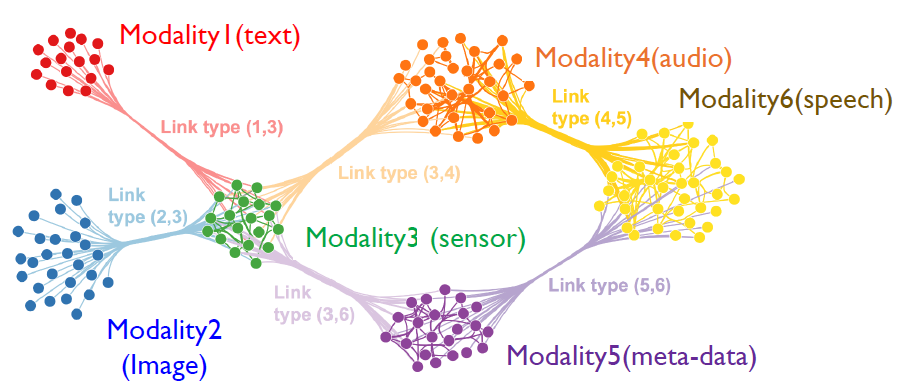 Modality1(text)
Modality4(audio)
Link
type (4,5)
Modality6(speech)
Link type (1,3)
Link type (3,4)
Link
type (2,3)
Modality3 (sensor)
Link
type (3,6)
Link type (5,6)
Modality2
(Image)
Modality5(meta-data)